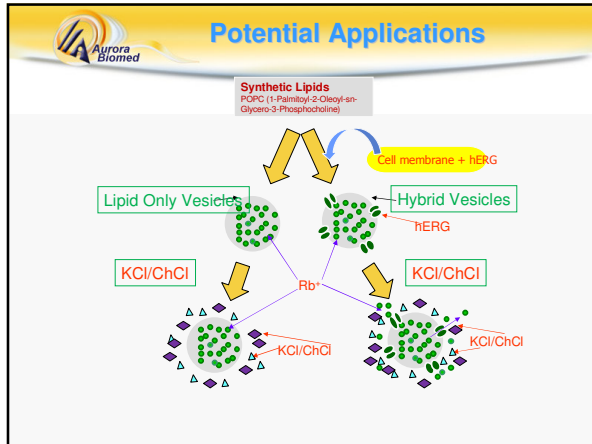 Aurora
Biomed
Potential Applications
Synthetic Lipids
POPC (1-Palmitoyl-2-Oleoyl-sn-
Glycero-3-Phosphocholine)
Cell membrane + hERG
Lipid Only Vesicles
Hybrid Vesicles
hERG
KCl/ChCl
KCl/ChCl
Rb⁺
KCl/ChCl
KCl/ChCl